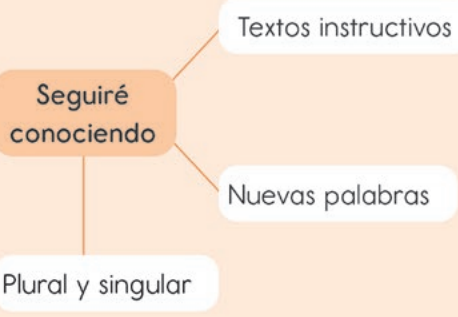 Textos instructivos
Seguiré
conociendo
Nuevas palabras
Plural y singular